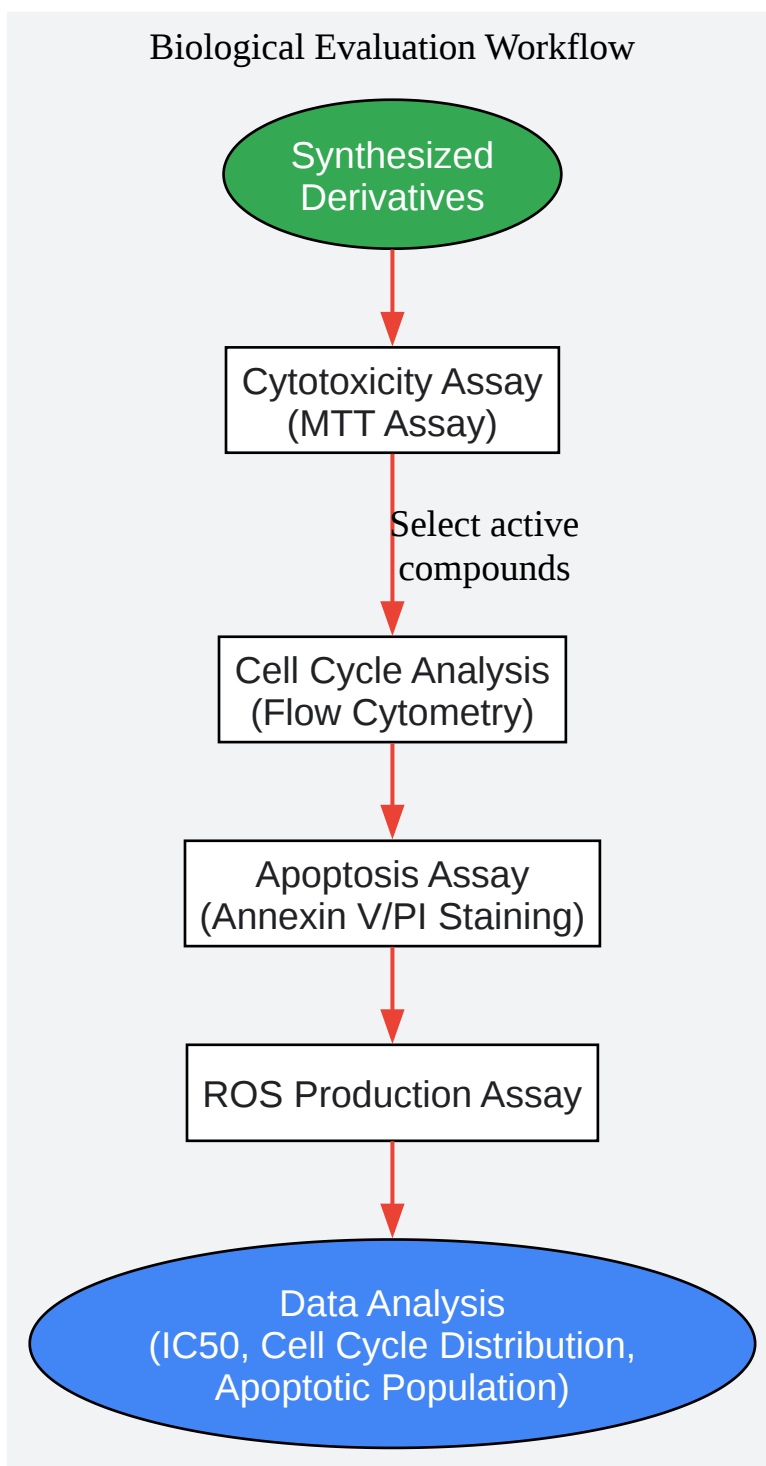 Biological Evaluation Workflow
Synthesized
Derivatives
Cytotoxicity Assay
(MTT Assay)
Select active
compounds
Cell Cycle Analysis
(Flow Cytometry)
Apoptosis Assay
(Annexin V/PI Staining)
ROS Production Assay
Data Analysis
(IC50, Cell Cycle Distribution,
Apoptotic Population)